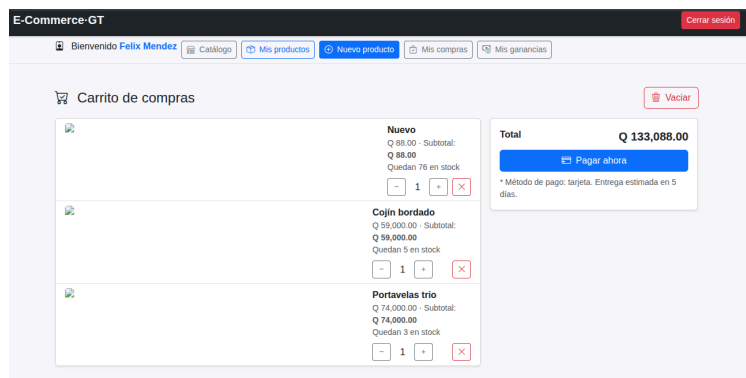 E-Commerce·GT
Cerrar sesión
Bienvenido Felix Mendez
Catálogo
Mis productos
Nuevo producto
Mis compras
Mis ganancias
Carrito de compras
Vaciar
Nuevo
Q 88.00 · Subtotal:
Q 88.00
Quedan 76 en stock
- 1 +
Cojín bordado
Q 59,000.00 · Subtotal:
Q 59,000.00
Quedan 5 en stock
- 1 +
Portavelas trio
Q 74,000.00 · Subtotal:
Q 74,000.00
Quedan 3 en stock
- 1 +
Total
Q 133,088.00
Pagar ahora
* Método de pago: tarjeta. Entrega estimada en 5
días.